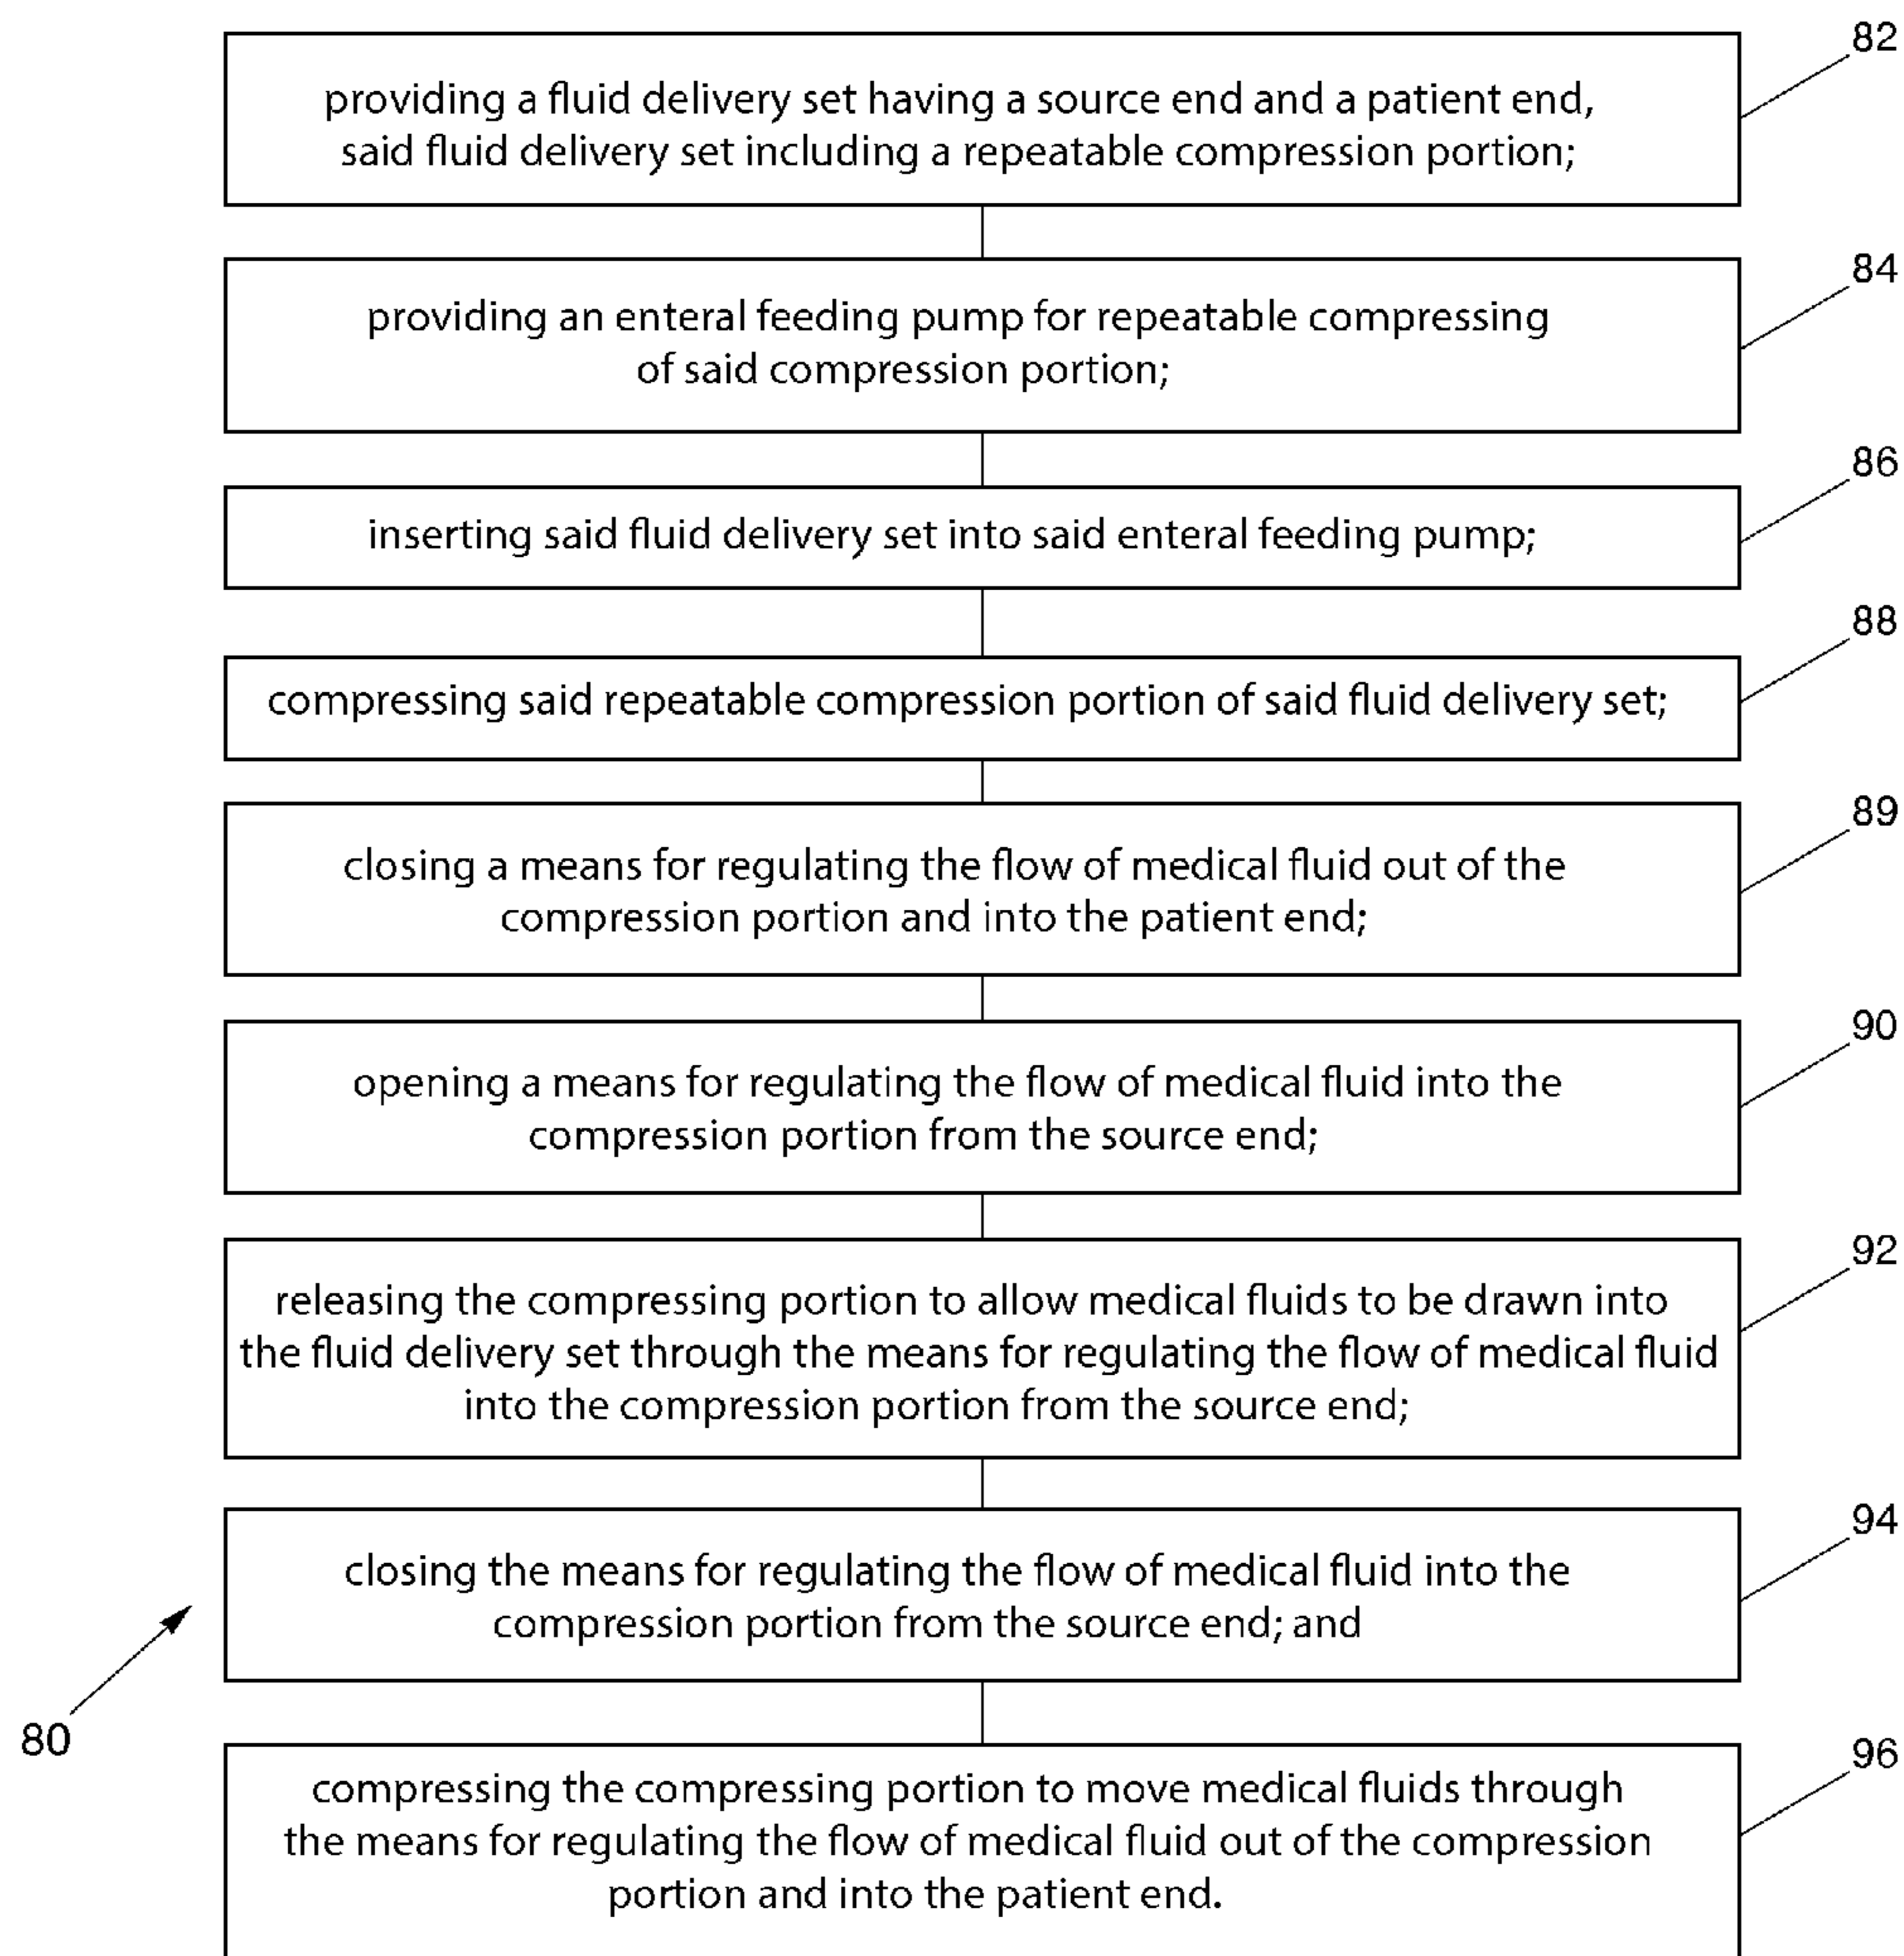 82
providing a fluid delivery set having a source end and a patient end,
said fluid delivery set including a repeatable compression portion;
84
providing an enteral feeding pump for repeatable compressing
of said compression portion;
86
inserting said fluid delivery set into said enteral feeding pump;
88
compressing said repeatable compression portion of said fluid delivery set;
89
closing a means for regulating the flow of medical fluid out of the
compression portion and into the patient end;
90
opening a means for regulating the flow of medical fluid into the
compression portion from the source end;
92
releasing the compressing portion to allow medical fluids to be drawn into
the fluid delivery set through the means for regulating the flow of medical fluid
into the compression portion from the source end;
94
closing the means for regulating the flow of medical fluid into the
compression portion from the source end; and
80
96
compressing the compressing portion to move medical fluids through
the means for regulating the flow of medical fluid out of the compression
portion and into the patient end.